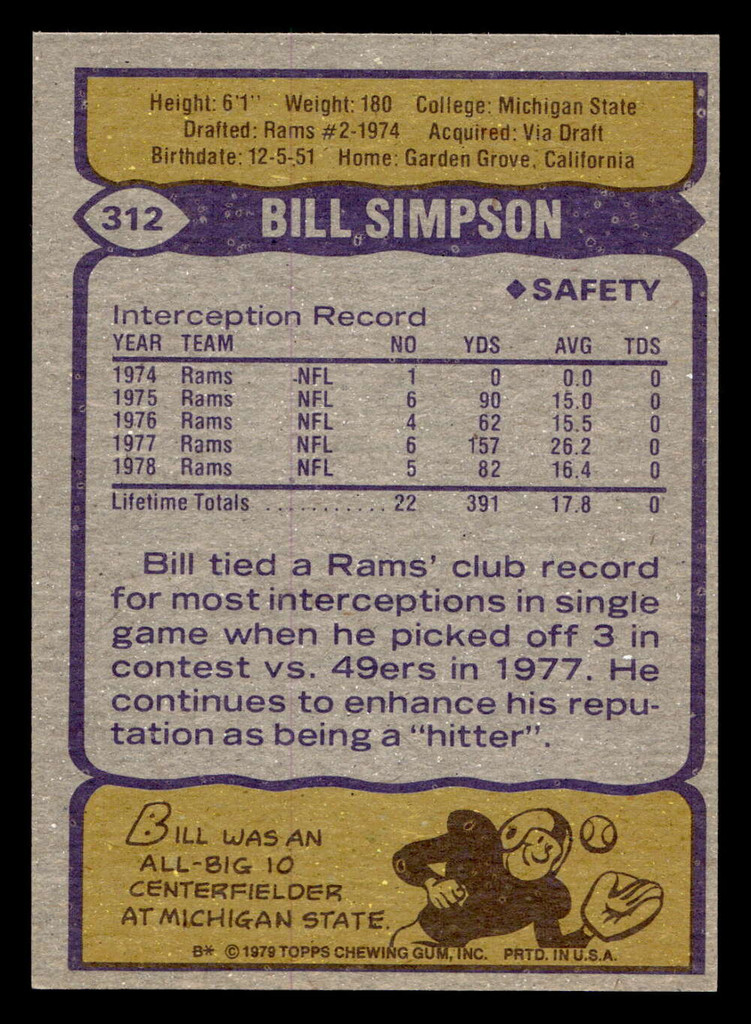 Height: 6'1" Weight: 180 College: Michigan State
Drafted: Rams #2-1974 Acquired: Via Draft
Birthdate: 12-5-51 Home: Garden Grove, California
312 BILL SIMPSON
◆ SAFETY
Interception Record
YEAR TEAM NO YDS AVG TDS
1974 Rams NFL 1 0 0.0 0
1975 Rams NFL 6 90 15.0 0
1976 Rams NFL 4 62 15.5 0
1977 Rams NFL 6 157 26.2 0
1978 Rams NFL 5 82 16.4 0
Lifetime Totals ........... 22 391 17.8 0
Bill tied a Rams' club record
for most interceptions in single
game when he picked off 3 in
contest vs. 49ers in 1977. He
continues to enhance his repu-
tation as being a "hitter".
BILL WAS AN
ALL-BIG 10
CENTERFIELDER
AT MICHIGAN STATE.
B* © 1979 TOPPS CHEWING GUM, INC. PRTD. IN U.S.A.